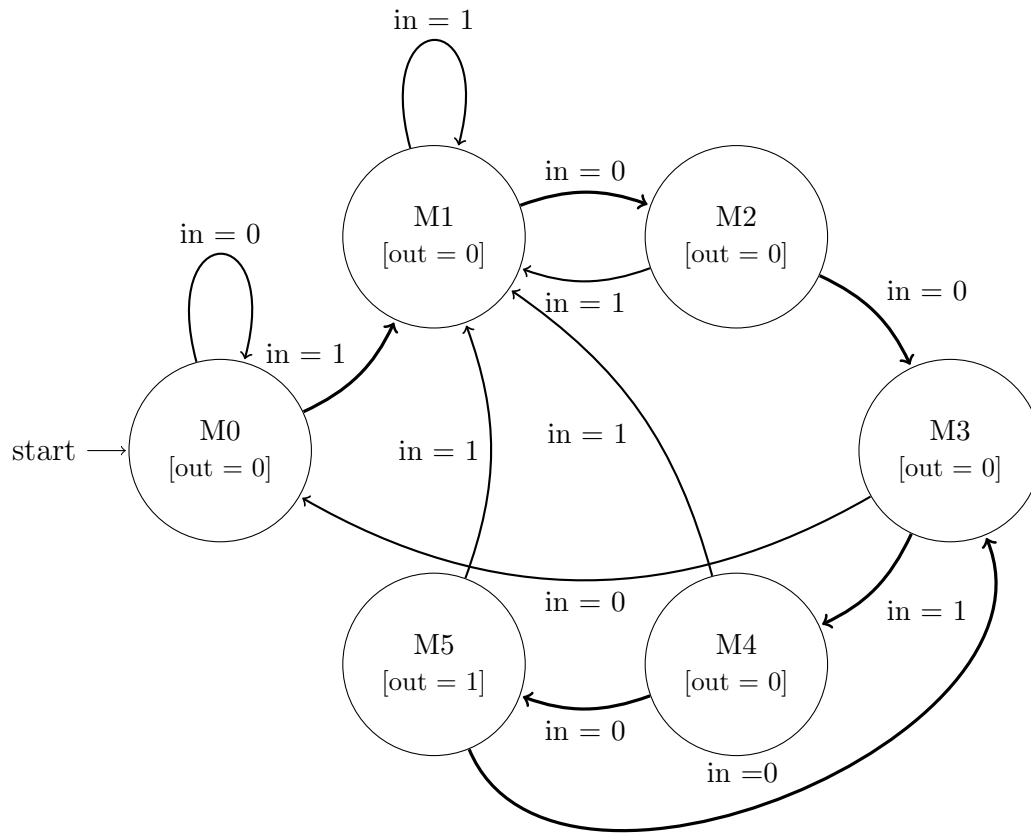 in = 1
in = 0
M1
[out = 0]
M2
[out = 0]
in = 0
in = 0
in = 1
in = 1
M0
[out = 0]
start
in = 1
in = 1
M3
[out = 0]
in = 0
in = 1
M5
[out = 1]
M4
[out = 0]
in = 0
in =0